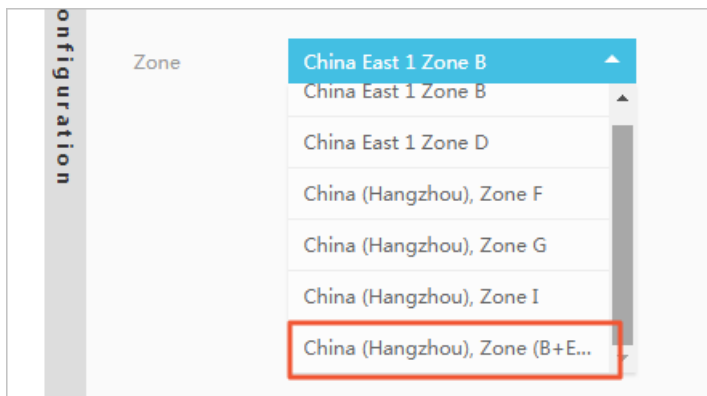 onfiguration
Zone
China East 1 Zone B
China East 1 Zone B
China East 1 Zone D
China (Hangzhou), Zone F
China (Hangzhou), Zone G
China (Hangzhou), Zone I
China (Hangzhou), Zone (B+E...